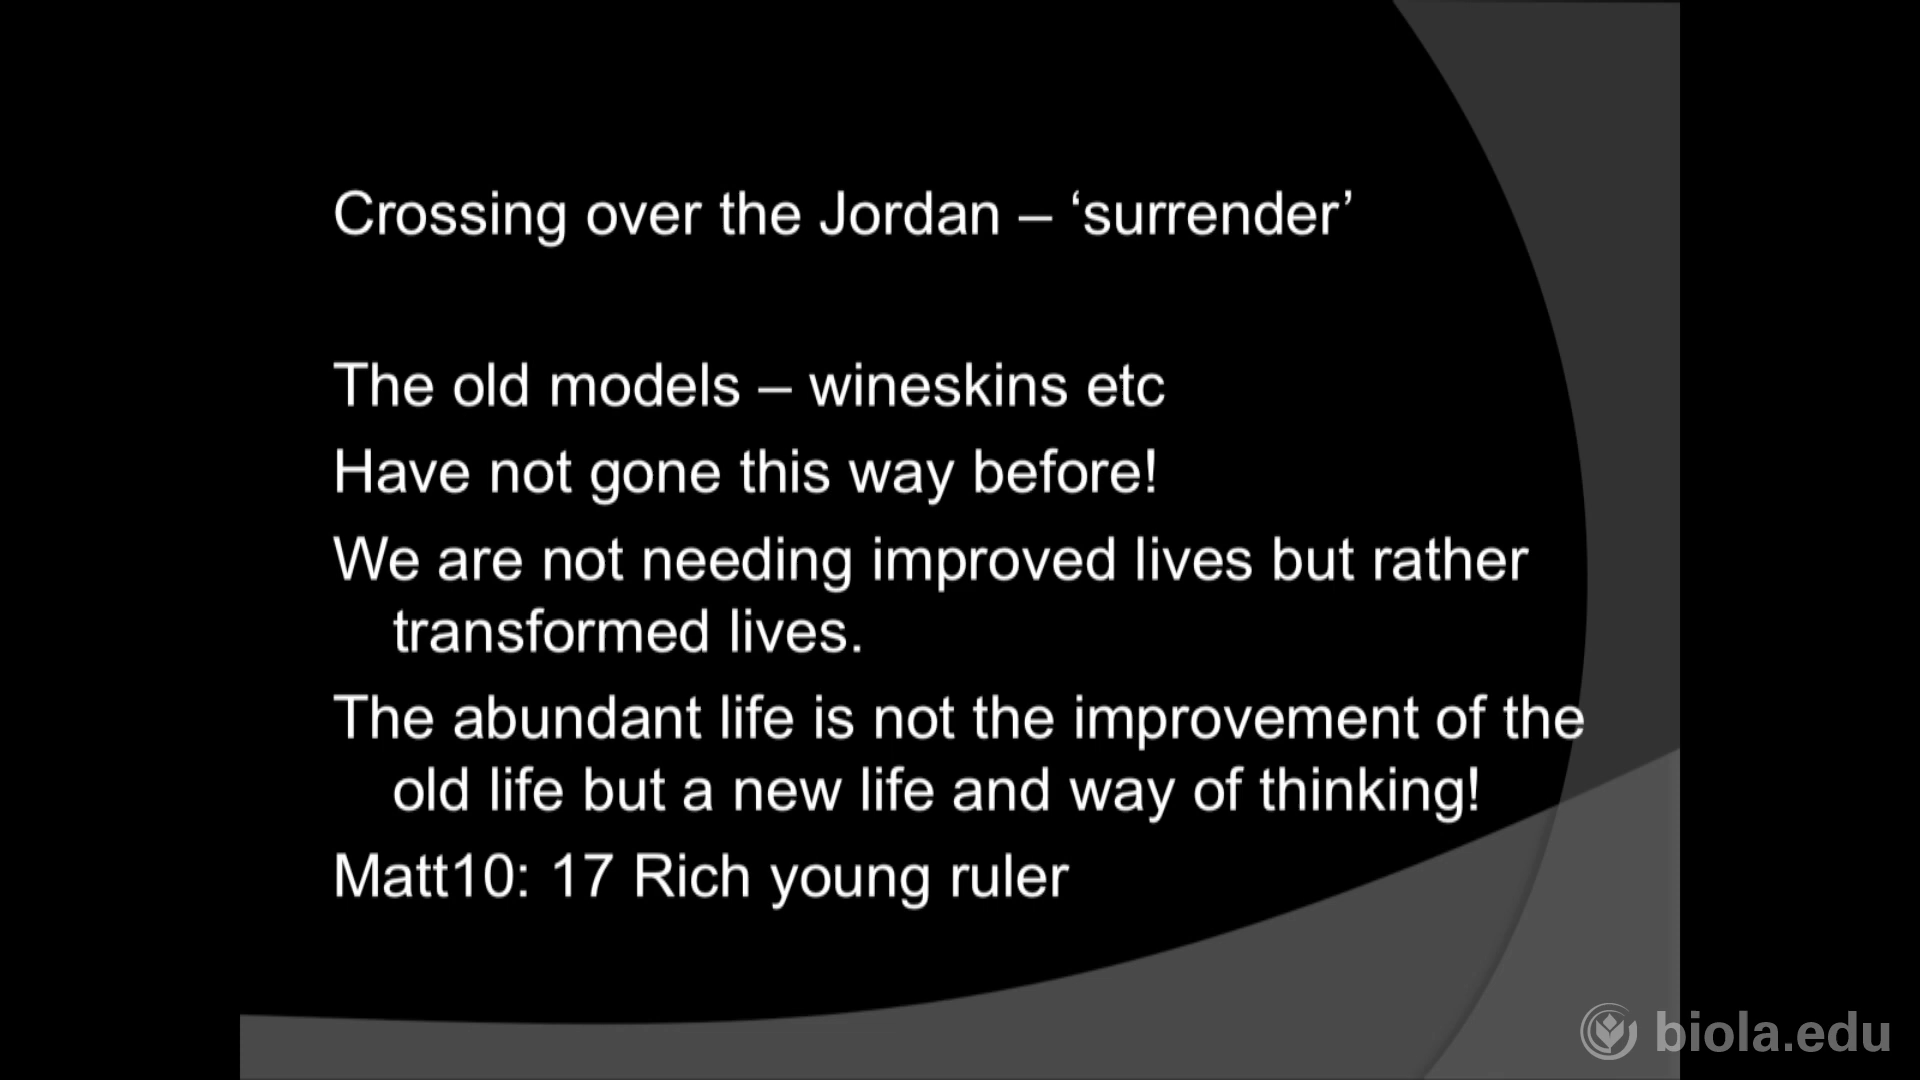 Crossing over the Jordan – ‘surrender’
The old models – wineskins etc
Have not gone this way before!
We are not needing improved lives but rather
transformed lives.
The abundant life is not the improvement of the
old life but a new life and way of thinking!
Matt10: 17 Rich young ruler
biola.edu